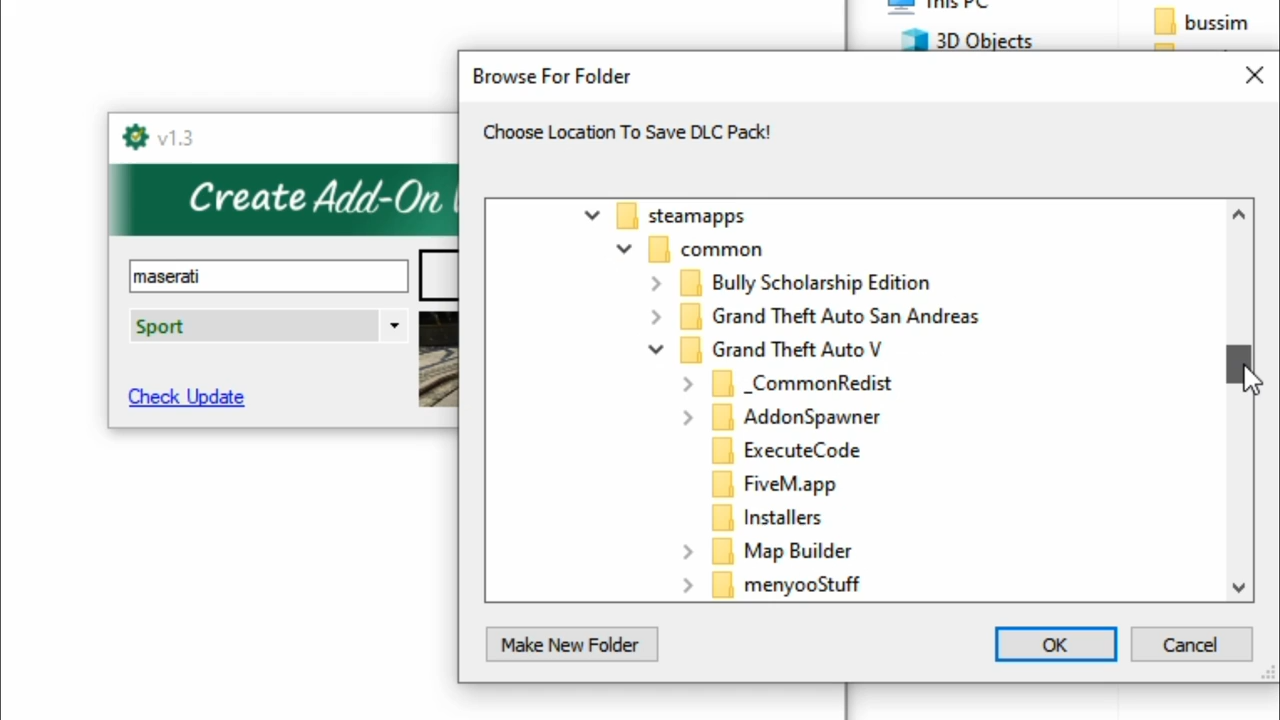 This PC
bussim
3D Objects
Browse For Folder
Choose Location To Save DLC Pack!
v1.3
Create Add-On
maserati
Sport
Check Update
steamapps
common
Bully Scholarship Edition
Grand Theft Auto San Andreas
Grand Theft Auto V
_CommonRedist
AddonSpawner
ExecuteCode
FiveM.app
Installers
Map Builder
menyooStuff
Make New Folder
OK
Cancel